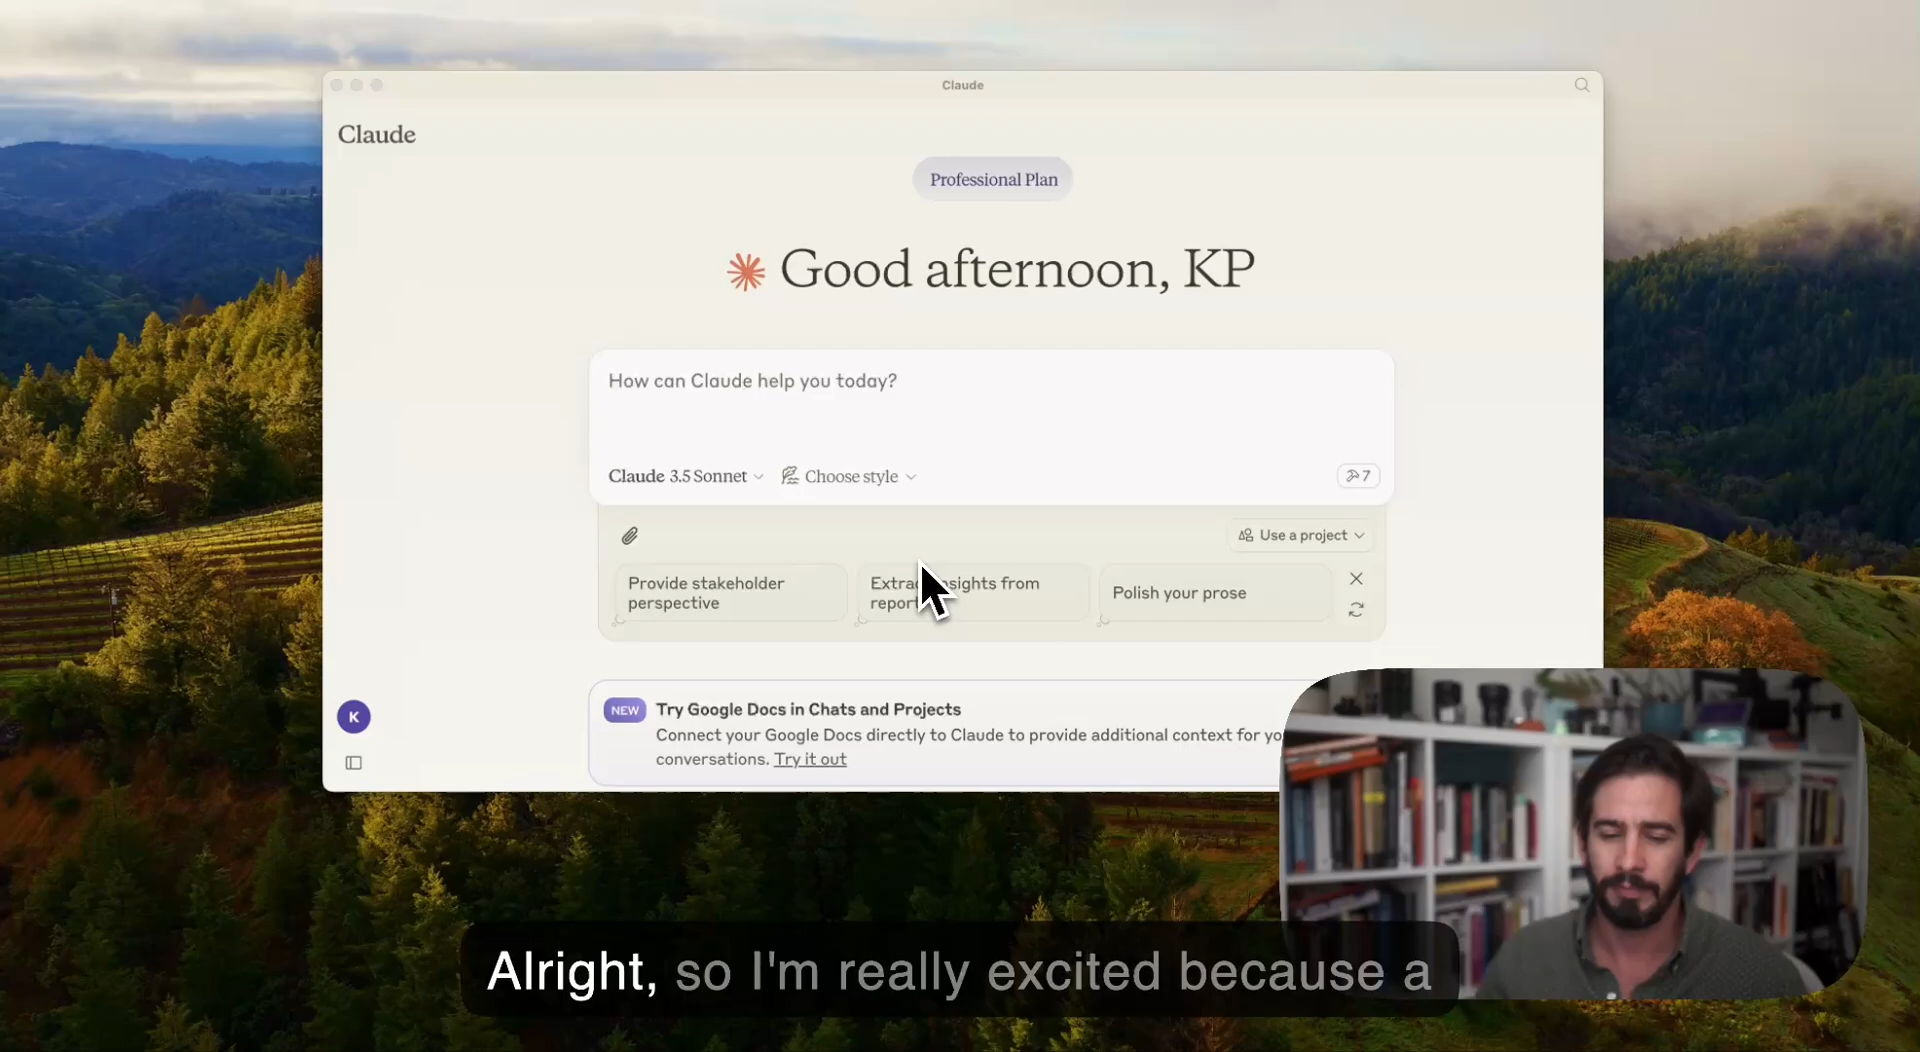 Claude
Claude
Professional Plan
Good afternoon, KP
How can Claude help you today?
Claude 3.5 Sonnet
Choose style
7
Use a project
Provide stakeholder
perspective
from
Polish your prose
NEW
Try Google Docs in Chats and Projects
Connect your Google Docs directly to Claude to provide additional context for
conversations. Try it out
K
Alright, so I'm really excited because a